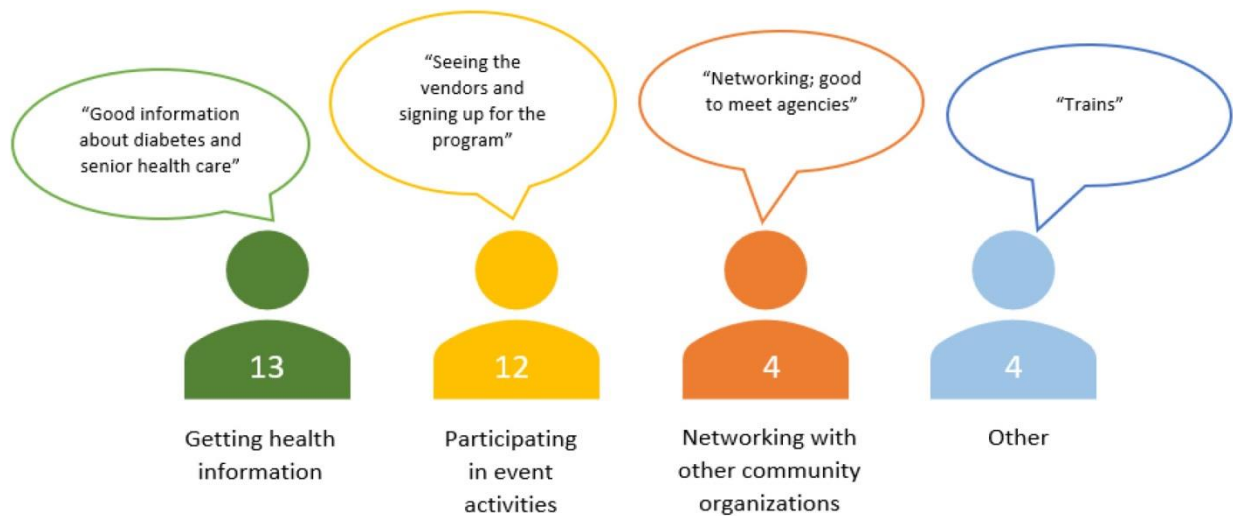 “Good information
about diabetes and
senior health care”
“Seeing the
vendors and
signing up for the
program”
“Networking; good
to meet agencies”
“Trains”
13
12
4
4
Getting health
information
Participating
in event
activities
Networking with
other community
organizations
Other